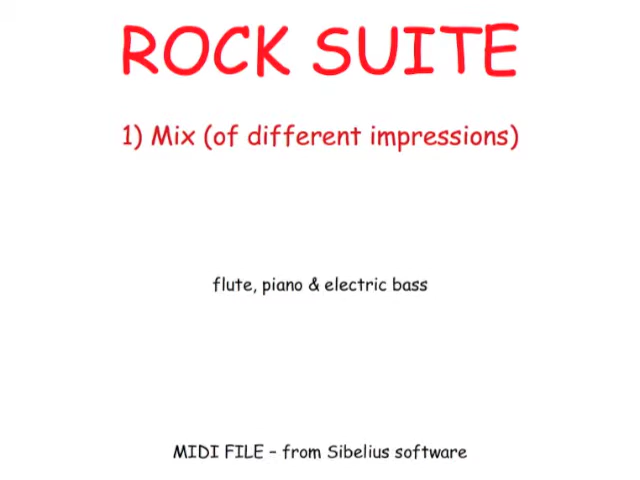 ROCK SUITE
1) Mix (of different impressions)
flute, piano & electric bass
MIDI FILE – from Sibelius software